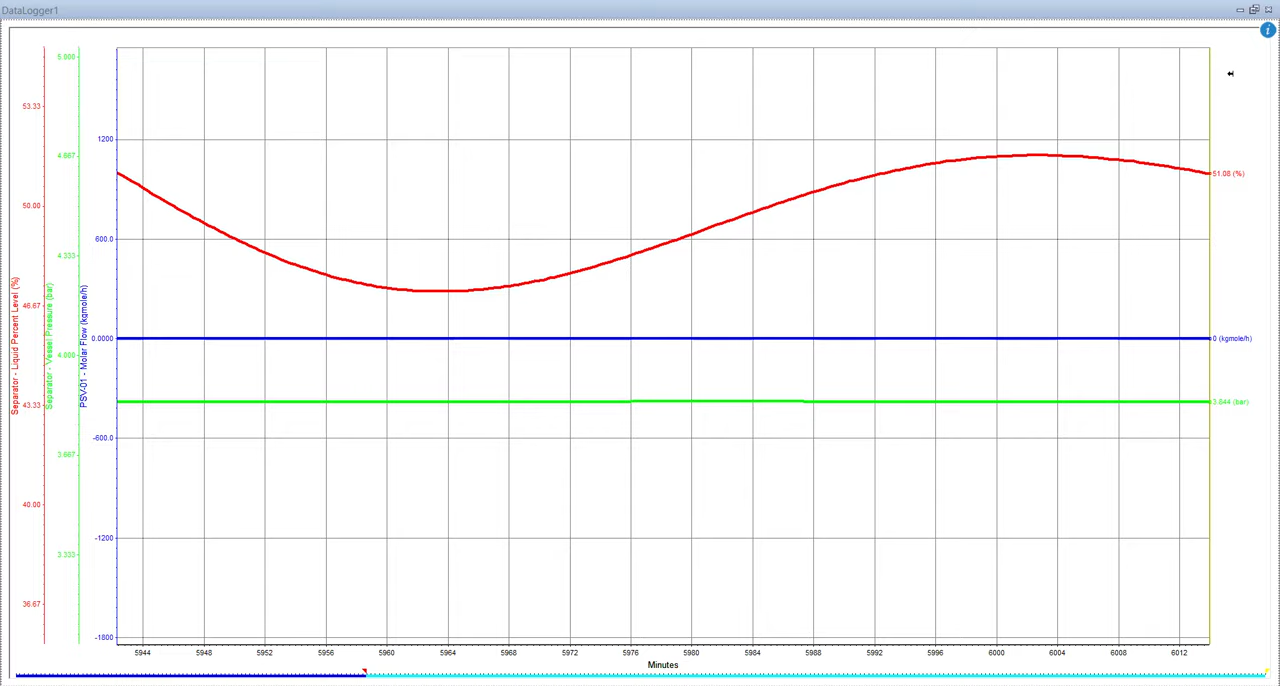 DataLogger1
Separator - Liquid Percent Level (%)
53.33
50.00
46.67
43.33
40.00
36.67
Separator - Vessel Pressure (bar)
5.000
4.667
4.333
4.000
3.667
3.333
PSV-01 - Molar Flow (kgmole/h)
1200
600.0
0.0000
-600.0
-1200
-1800
51.08 (%)
0 (kgmole/h)
3.844 (bar)
5944 5948 5952 5956 5960 5964 5968 5972 5976 5980 5984 5988 5992 5996 6000 6004 6008 6012
Minutes